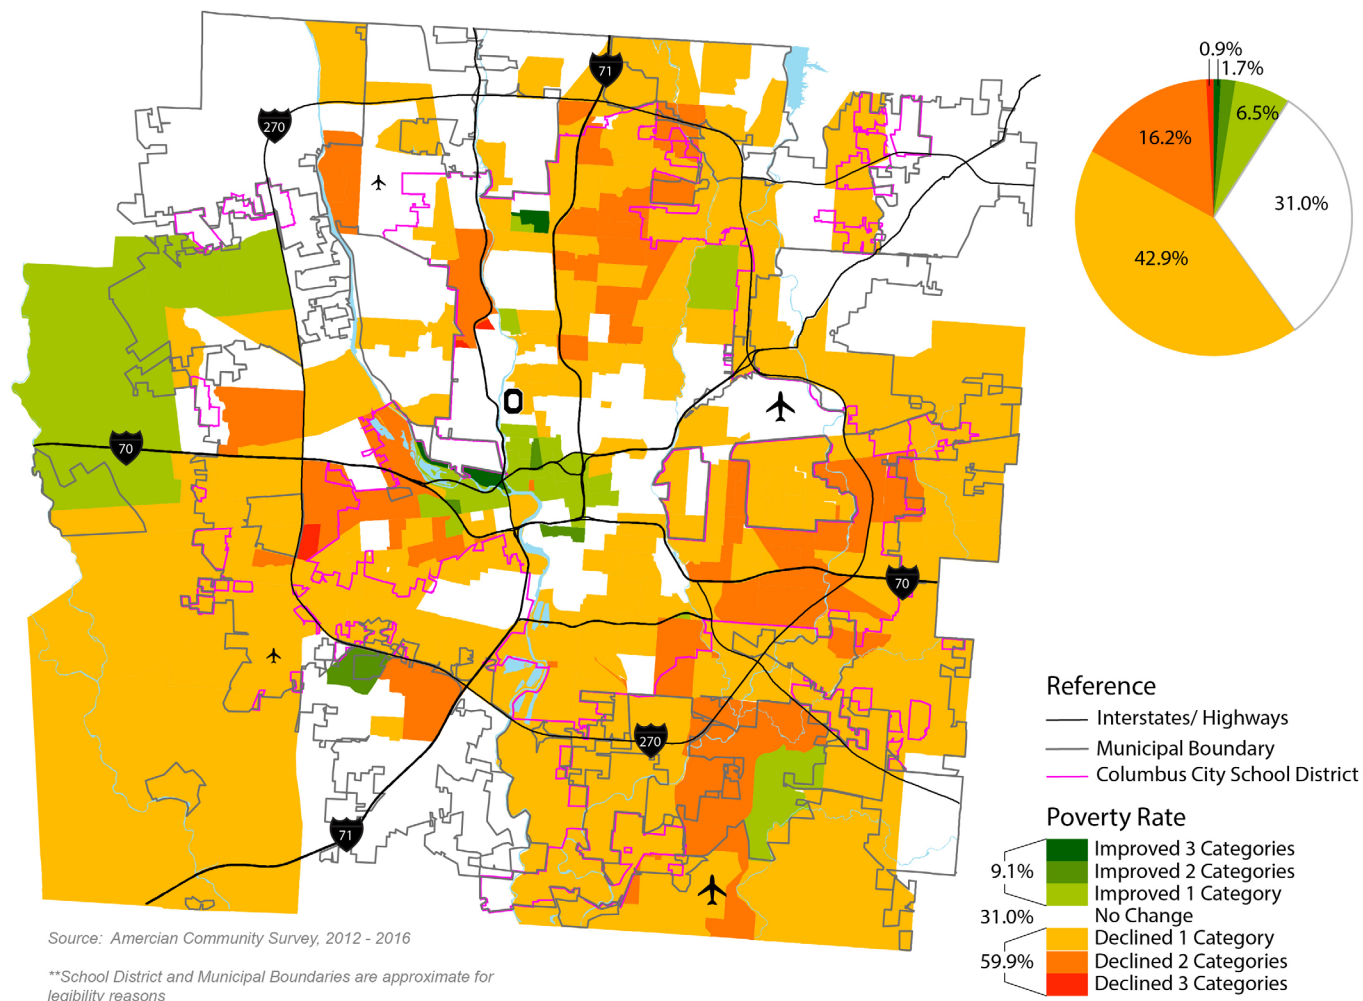 71
270
70
70
270
71
0.9%
1.7%
6.5%
16.2%
31.0%
42.9%
Reference
Interstates/ Highways
Municipal Boundary
Columbus City School District
Poverty Rate
Improved 3 Categories
9.1%
Improved 2 Categories
Improved 1 Category
31.0%
No Change
Declined 1 Category
59.9%
Declined 2 Categories
Declined 3 Categories
Source: Amercian Community Survey, 2012 - 2016
**School District and Municipal Boundaries are approximate for
legibility reasons